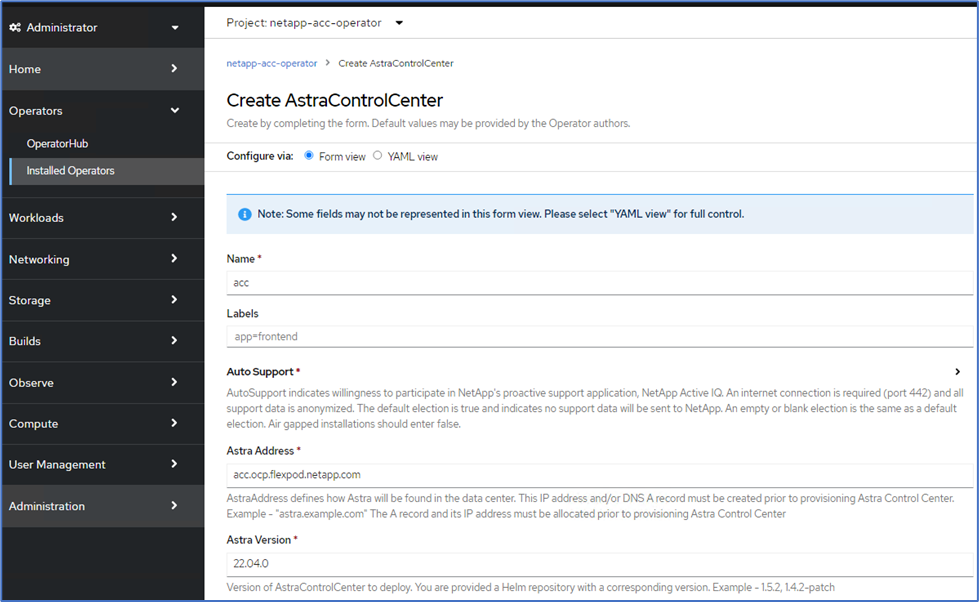 Administrator
Home
Operators
OperatorHub
Installed Operators
Workloads
Networking
Storage
Builds
Observe
Compute
User Management
Administration
Project: netapp-acc-operator
netapp-acc-operator > Create AstraControlCenter
Create AstraControlCenter
Create by completing the form. Default values may be provided by the Operator authors.
Configure via: Form view YAML view
Note: Some fields may not be represented in this form view. Please select "YAML view" for full control.
Name *
acc
Labels
app=frontend
Auto Support *
AutoSupport indicates willingness to participate in NetApp's proactive support application, NetApp Active IQ. An internet connection is required (port 442) and all
support data is anonymized. The default election is true and indicates no support data will be sent to NetApp. An empty or blank election is the same as a default
election. Air gapped installations should enter false.
Astra Address *
acc.ocp.flexpod.netapp.com
AstraAddress defines how Astra will be found in the data center. This IP address and/or DNS A record must be created prior to provisioning Astra Control Center.
Example - "astra.example.com" The A record and its IP address must be allocated prior to provisioning Astra Control Center
Astra Version *
22.04.0
Version of AstraControlCenter to deploy. You are provided a Helm repository with a corresponding version. Example - 1.5.2, 1.4.2-patch